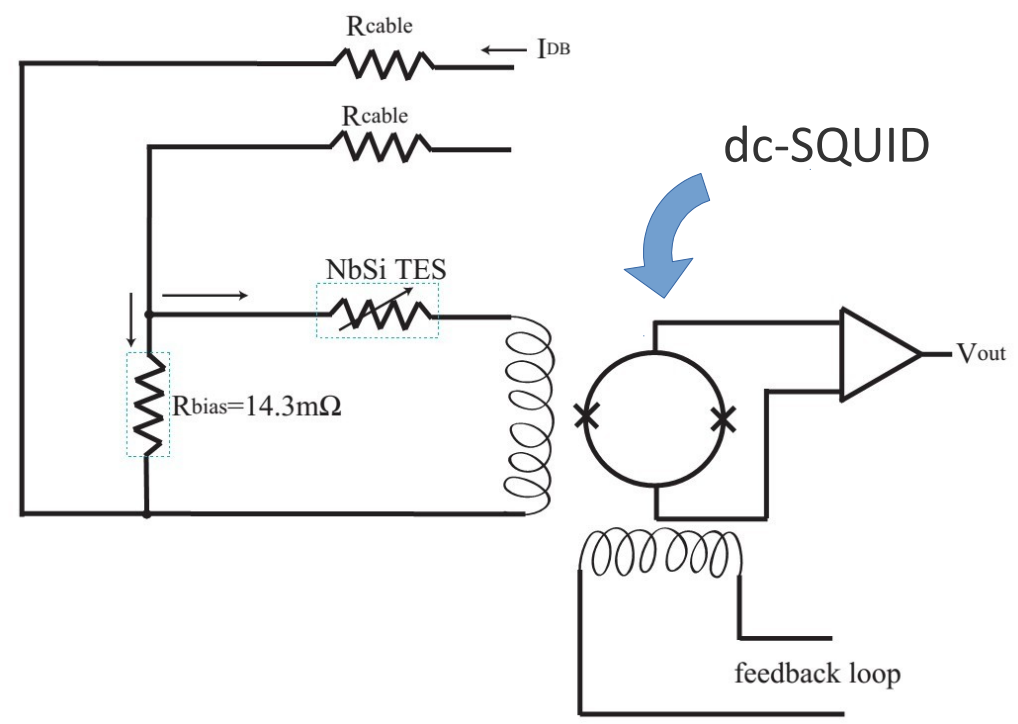 Rcable
IDB
Rcable
dc-SQUID
NbSi TES
Rbias=14.3mΩ
Vout
feedback loop